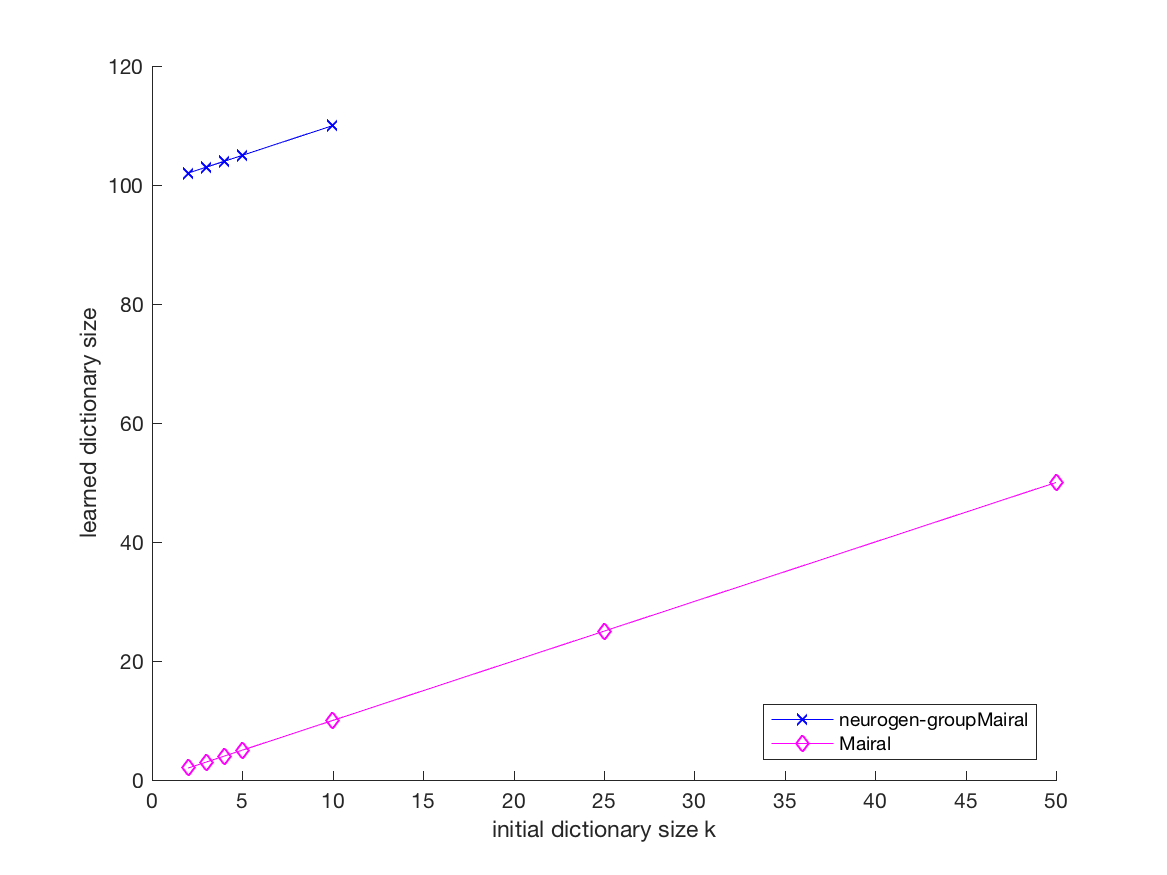 120
100
80
60
40
20
0
learned dictionary size
0 5 10 15 20 25 30 35 40 45 50
initial dictionary size k
neurogen-groupMairal
Mairal